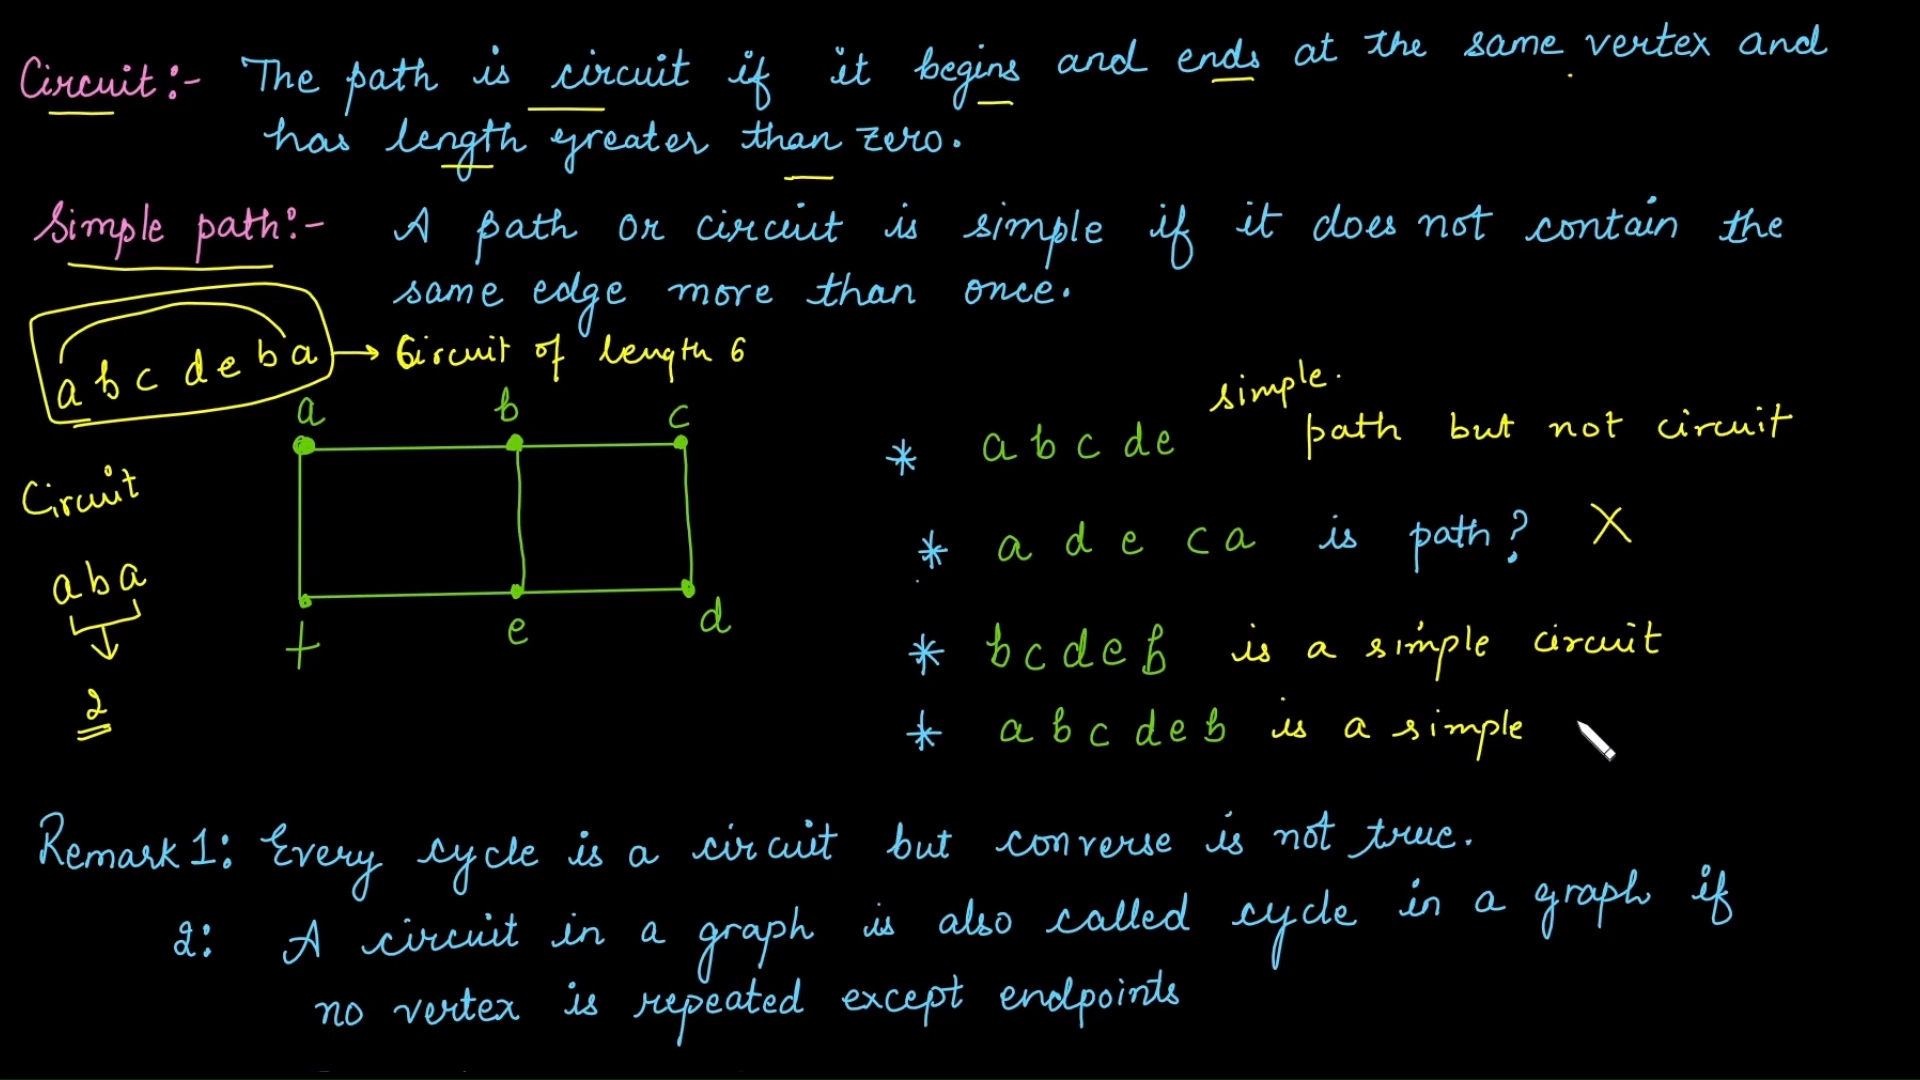 Circuit:- The path is circuit if it begins and ends at the same vertex and
has length greater than zero.
Simple path:- A path or circuit is simple if it does not contain the
same edge more than once.
a b c d e b a → Circuit of length 6
a b c
f e d
Circuit
a b a
2
simple.
* a b c d e path but not circuit
* a d e c a is path? X
* b c d e b is a simple circuit
* a b c d e b is a simple
Remark 1: Every cycle is a circuit but converse is not true.
2: A circuit in a graph is also called cycle in a graph if
no vertex is repeated except endpoints